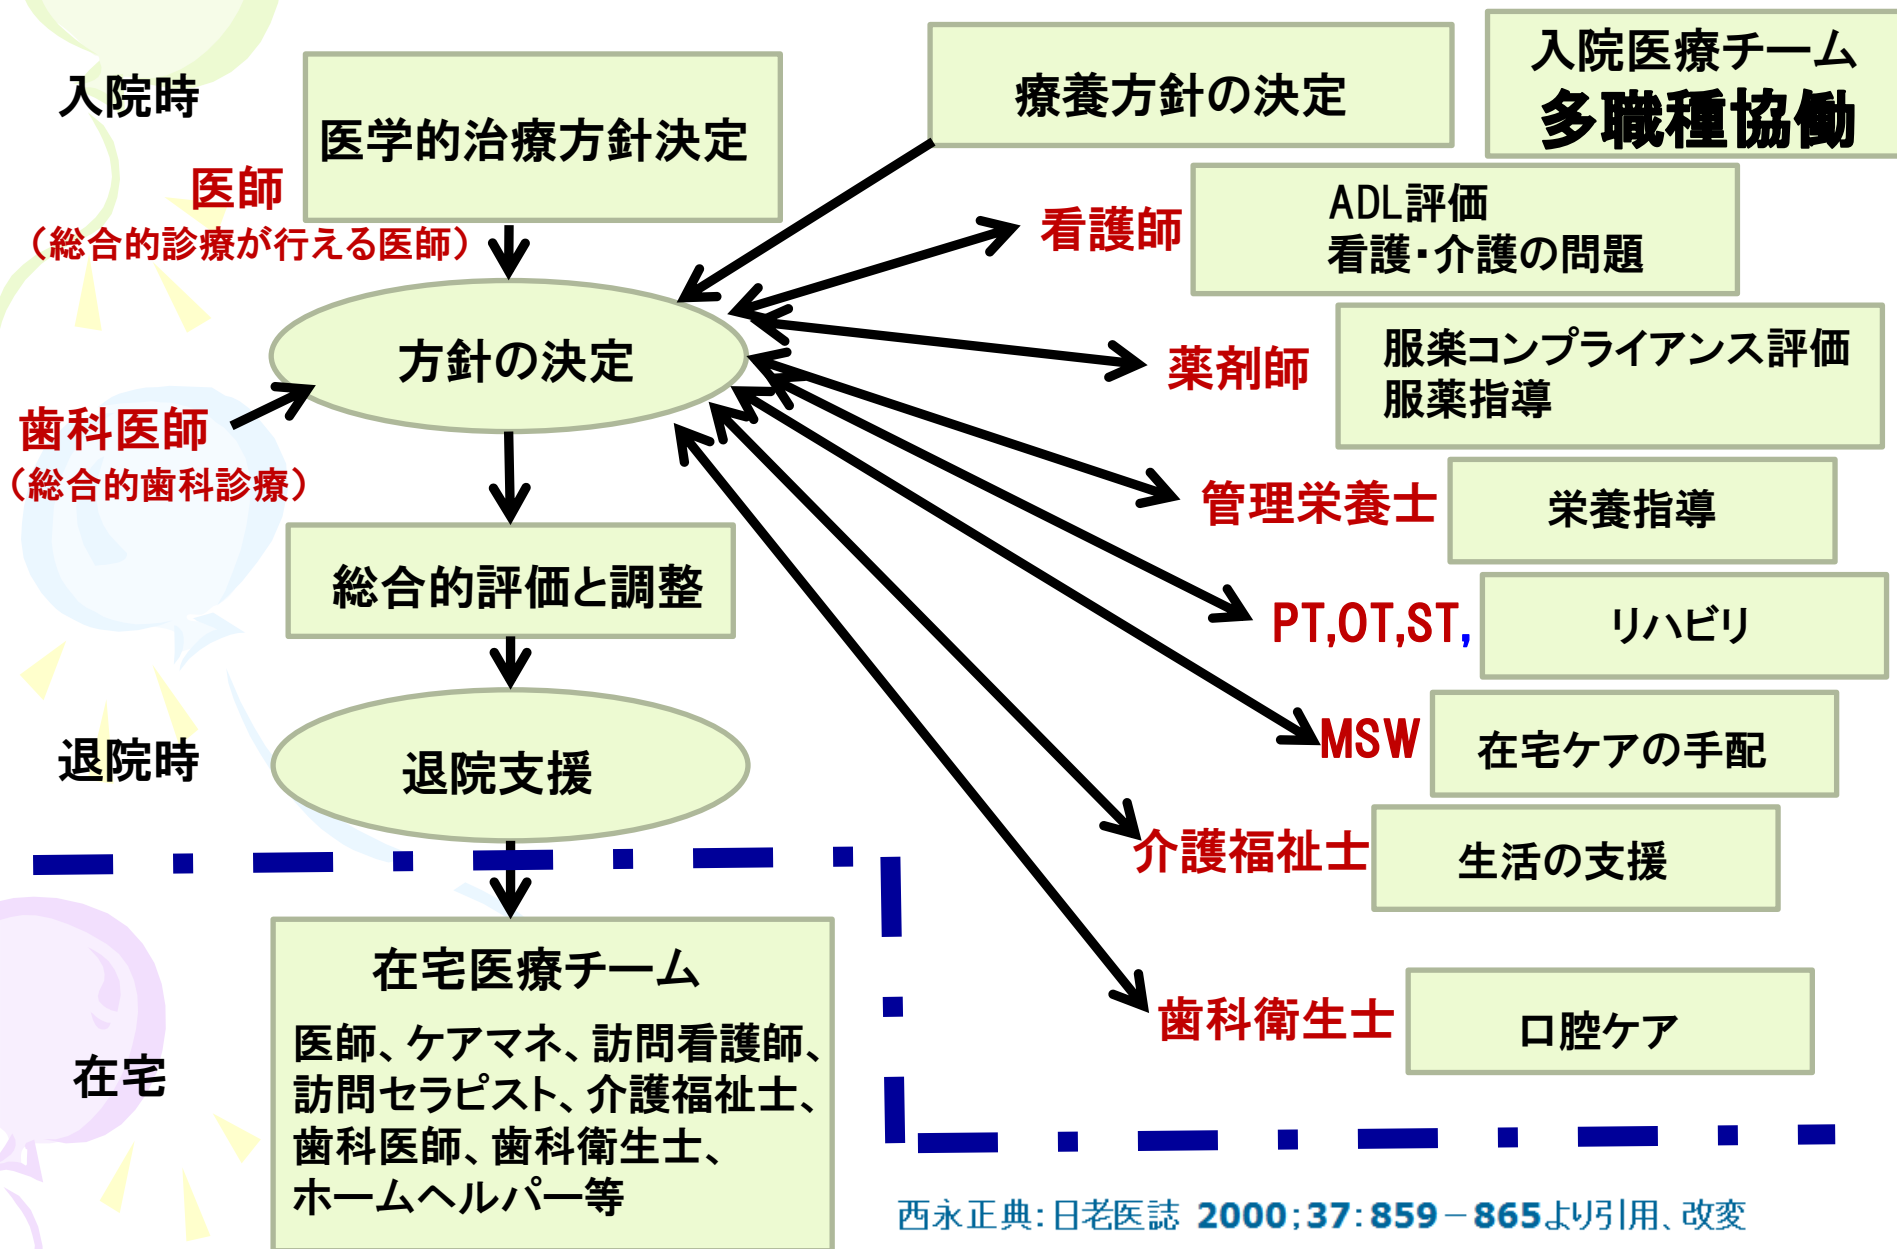 入院時
医学的治療方針決定
療養方針の決定
入院医療チーム
多職種協働
医師
（総合的診療が行える医師）
看護師
ADL評価
看護・介護の問題
方針の決定
薬剤師
服楽コンプライアンス評価
服薬指導
歯科医師
（総合的歯科診療）
管理栄養士
栄養指導
総合的評価と調整
PT,OT,ST,
リハビリ
退院時
退院支援
MSW
在宅ケアの手配
介護福祉士
生活の支援
在宅
在宅医療チーム
医師、ケアマネ、訪問看護師、
訪問セラピスト、介護福祉士、
歯科医師、歯科衛生士、
ホームヘルパー等
歯科衛生士
口腔ケア
西永正典：日老医誌 2000；37：859－865より引用、改変